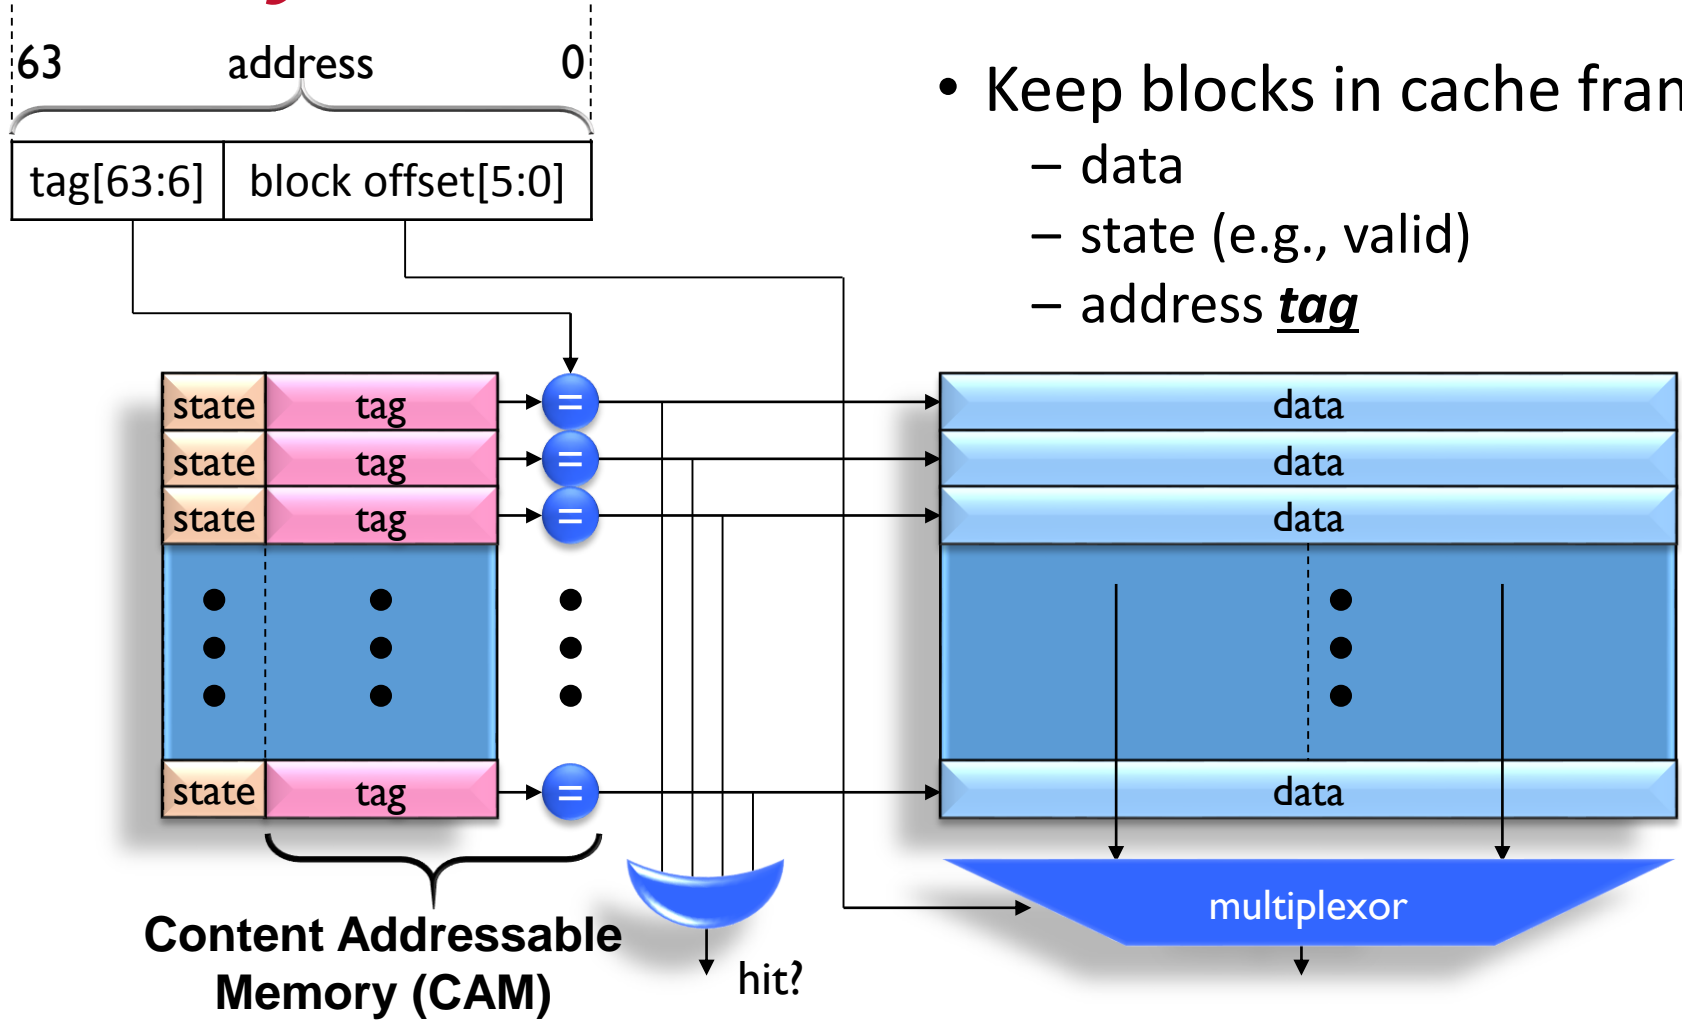 63 address 0
tag[63:6] block offset[5:0]
• Keep blocks in cache
– data
– state (e.g., valid)
– address tag
state tag = data
state tag = data
state tag = data
state tag = data
multiplexor
Content Addressable
Memory (CAM)
hit?